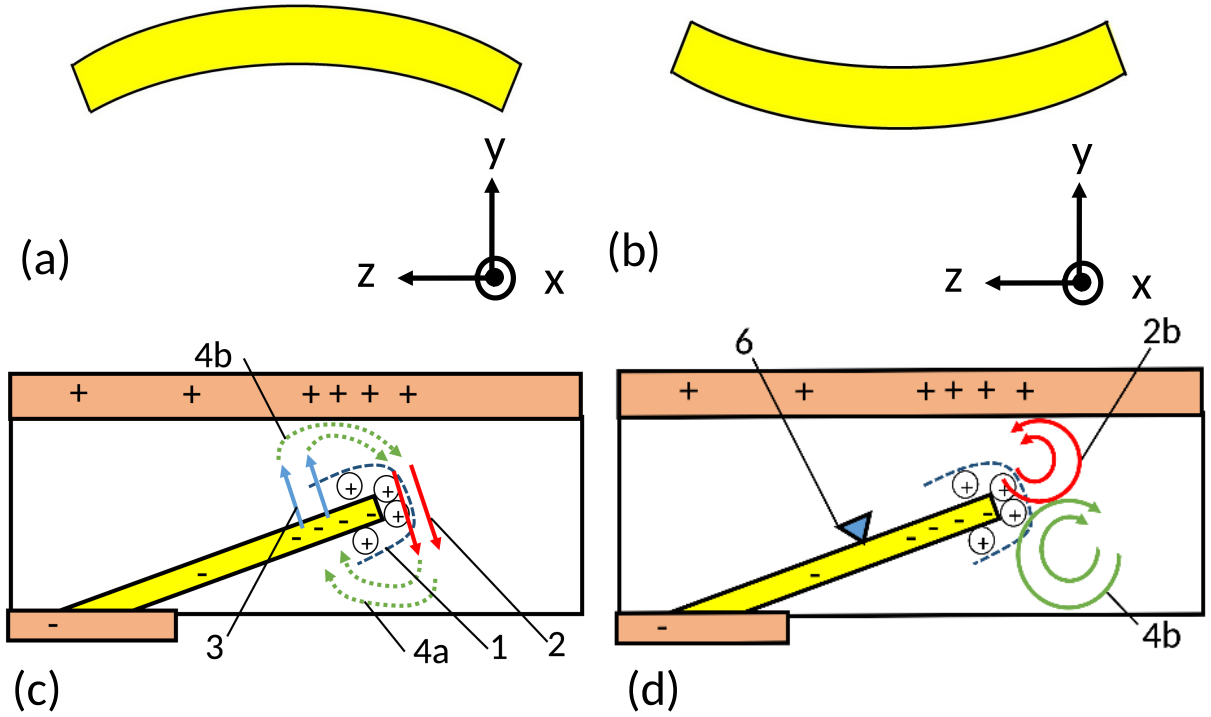 y
y
(a)
z
x
(b)
z
x
4b
6
2b
+ + + + + +
+ + + + + +
+ +
+ +
- - - +
- - - +
+
+
-
-
-
-
3
4a
1
2
4b
(c)
(d)